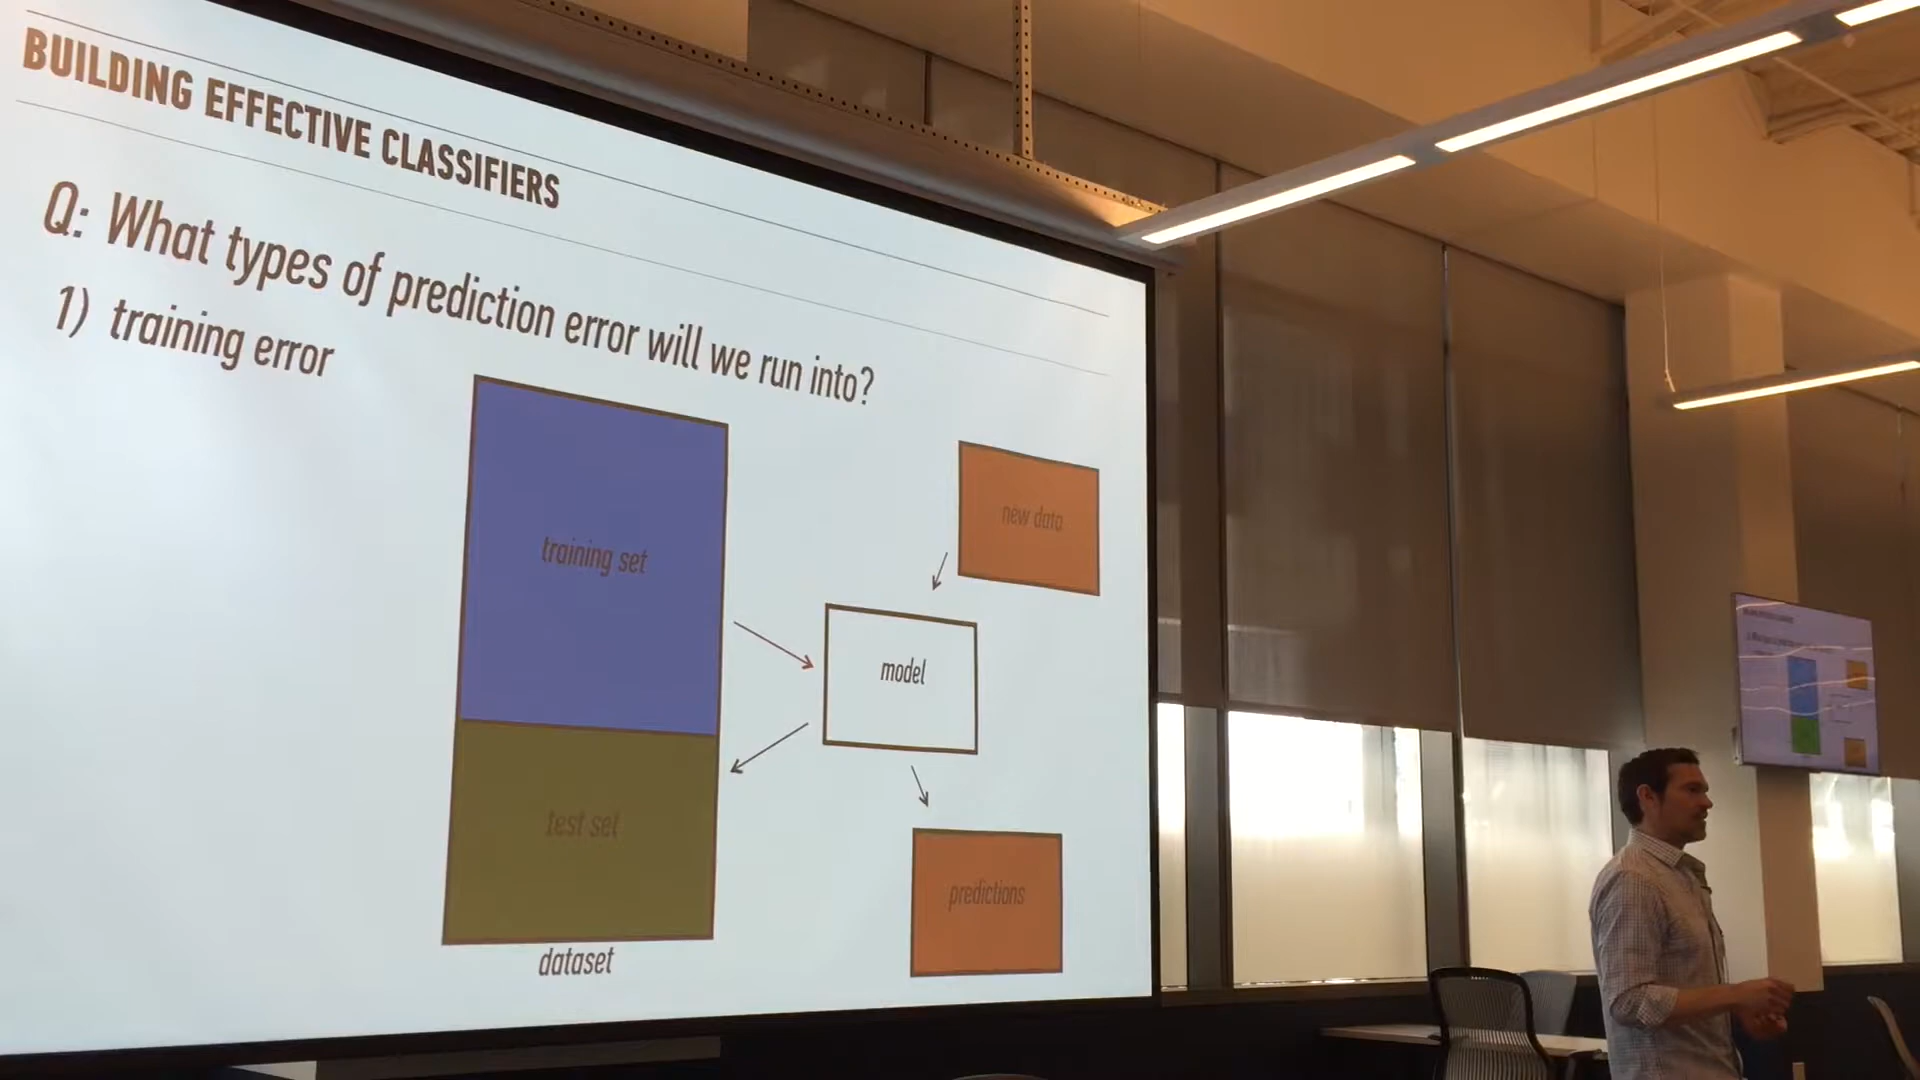 BUILDING EFFECTIVE CLASSIFIERS
Q: What types of prediction error will we run into?
1) training error
training set
new data
model
test set
predictions
dataset